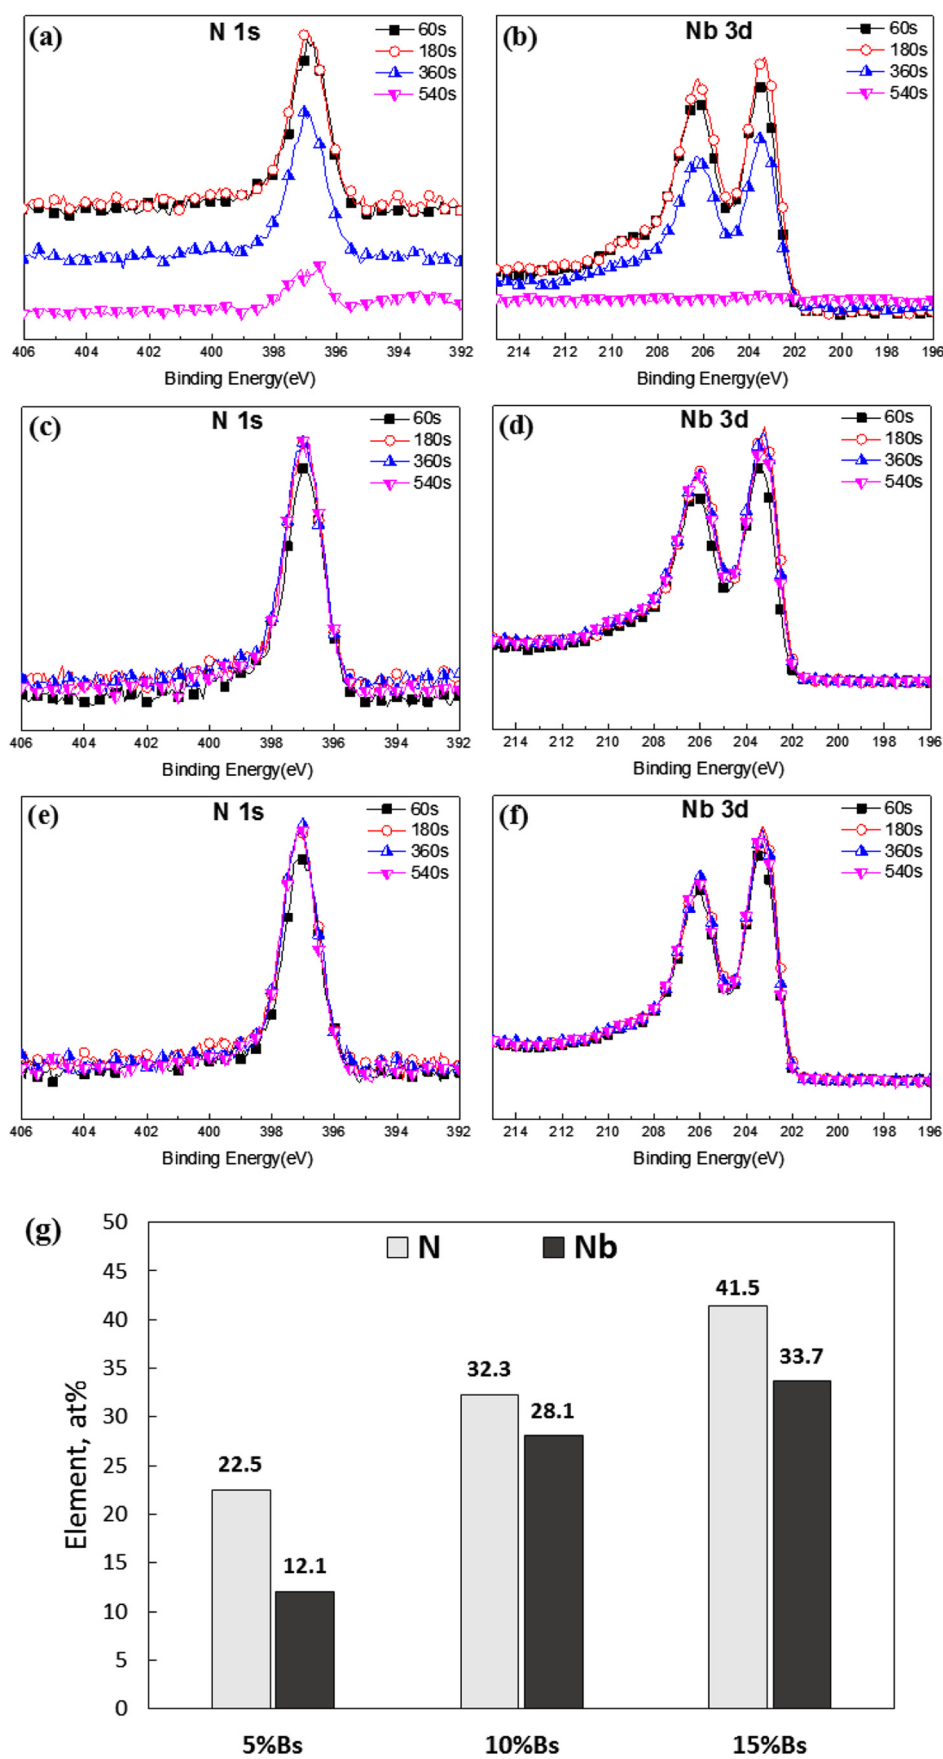 (a) N 1s
60s
180s
360s
540s
406 404 402 400 398 396 394 392
Binding Energy(eV)
(b) Nb 3d
60s
180s
360s
540s
214 212 210 208 206 204 202 200 198 196
Binding Energy(eV)
(c) N 1s
60s
180s
360s
540s
406 404 402 400 398 396 394 392
Binding Energy(eV)
(d) Nb 3d
60s
180s
360s
540s
214 212 210 208 206 204 202 200 198 196
Binding Energy(eV)
(e) N 1s
60s
180s
360s
540s
406 404 402 400 398 396 394 392
Binding Energy(eV)
(f) Nb 3d
60s
180s
360s
540s
214 212 210 208 206 204 202 200 198 196
Binding Energy(eV)
(g)
N Nb
Element, at%
50
45
40
35
30
25
20
15
10
5
0
22.5
12.1
32.3
28.1
41.5
33.7
5%Bs 10%Bs 15%Bs